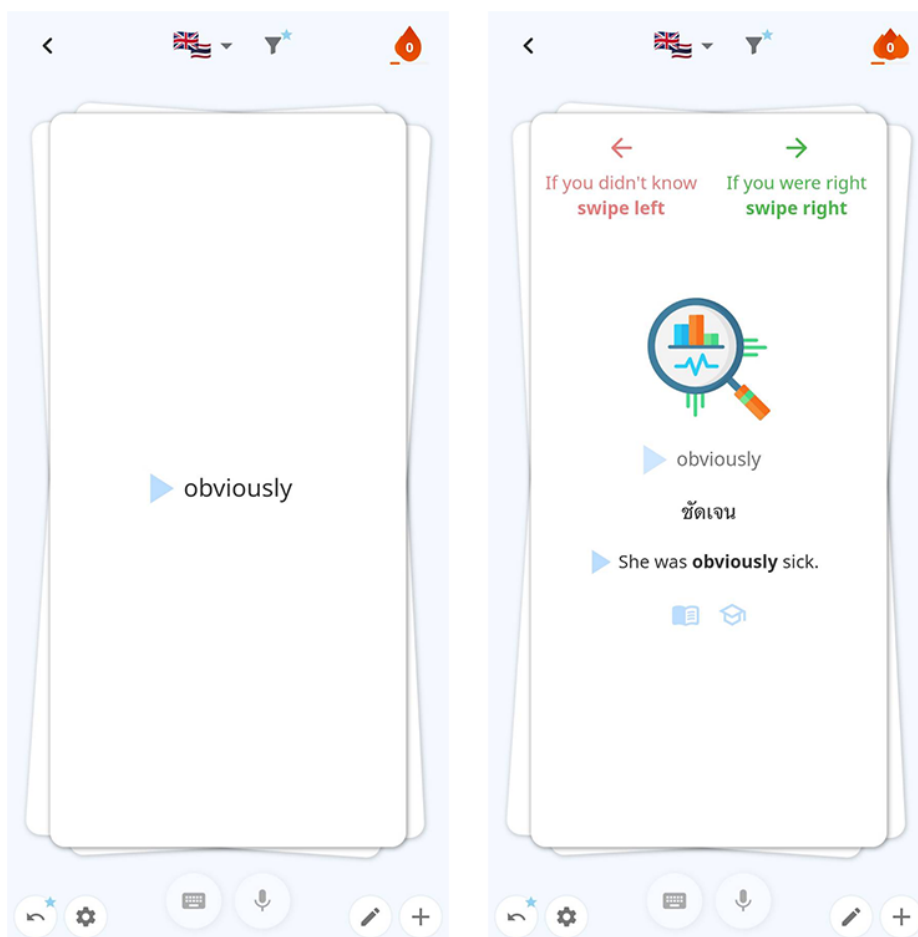 0
obviously
0
If you didn't know
swipe left
If you were right
swipe right
obviously
ชัดเจน
She was obviously sick.